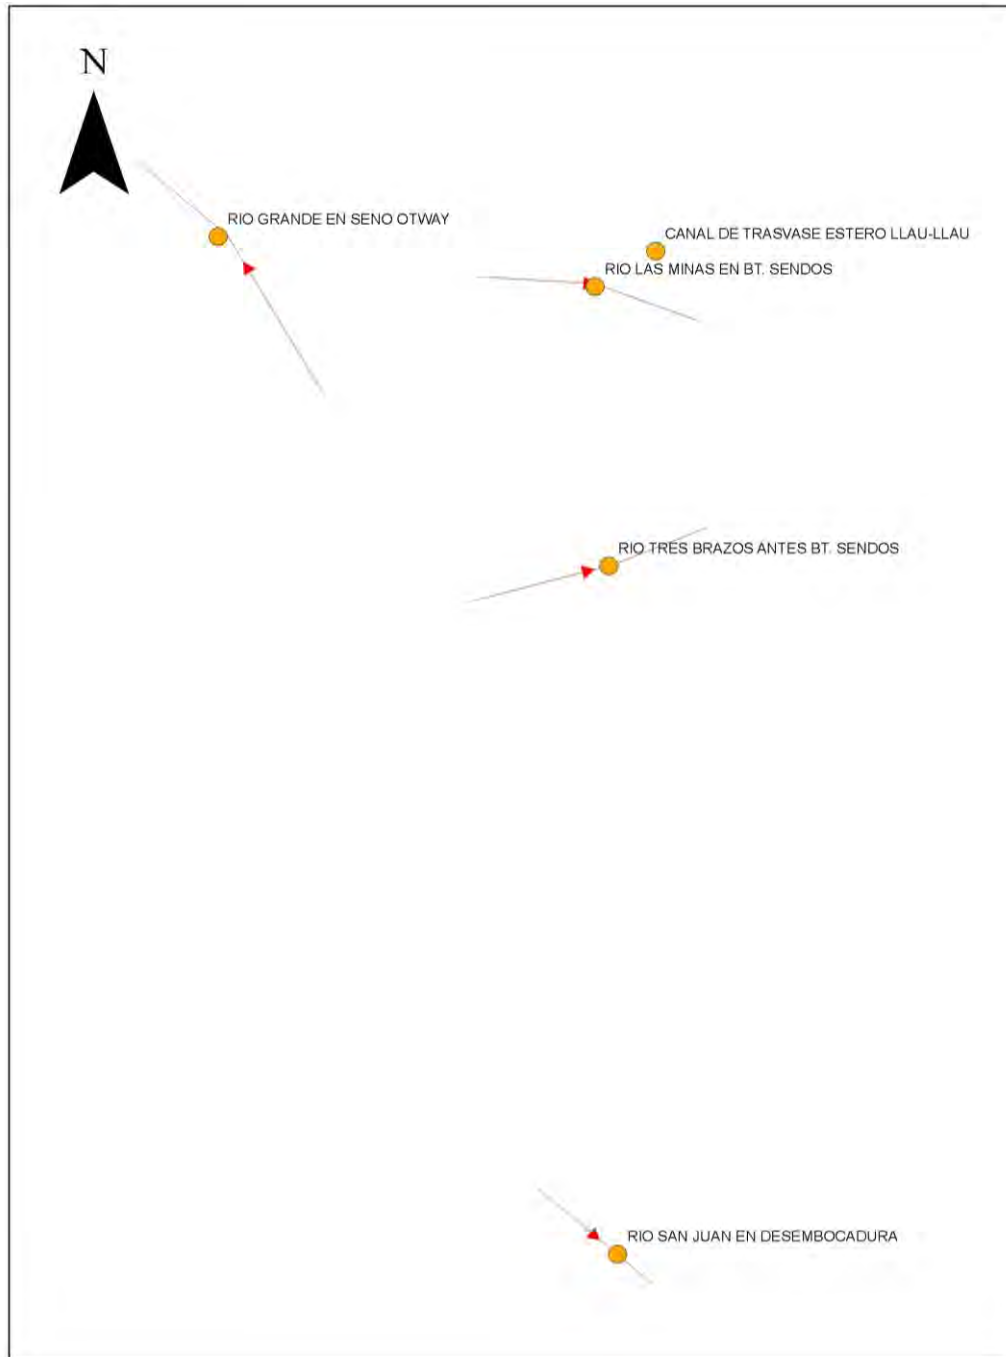 N
RIO GRANDE EN SENO OTWAY
CANAL DE TRASVASE ESTERO LLAU-LLAU
RIO LAS MINAS EN BT. SENDOS
RIO TRES BRAZOS ANTES BT. SENDOS
RIO SAN JUAN EN DESEMBOCADURA